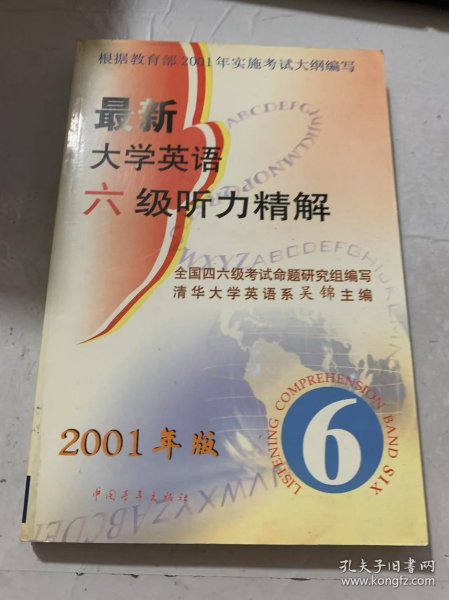 根据教育部2001年实施考试大纲编写
最新
大学英语
六级听力精解
ABCDEFGHIJKLMNOPQ
WXYZABCDEFGH
全国四六级考试命题研究组编写
清华大学英语系吴锦主编
LISTENING COMPREHENSION BAND SIX
6
2001年版
中国青年出版社
孔夫子旧书网
www.kongfz.com